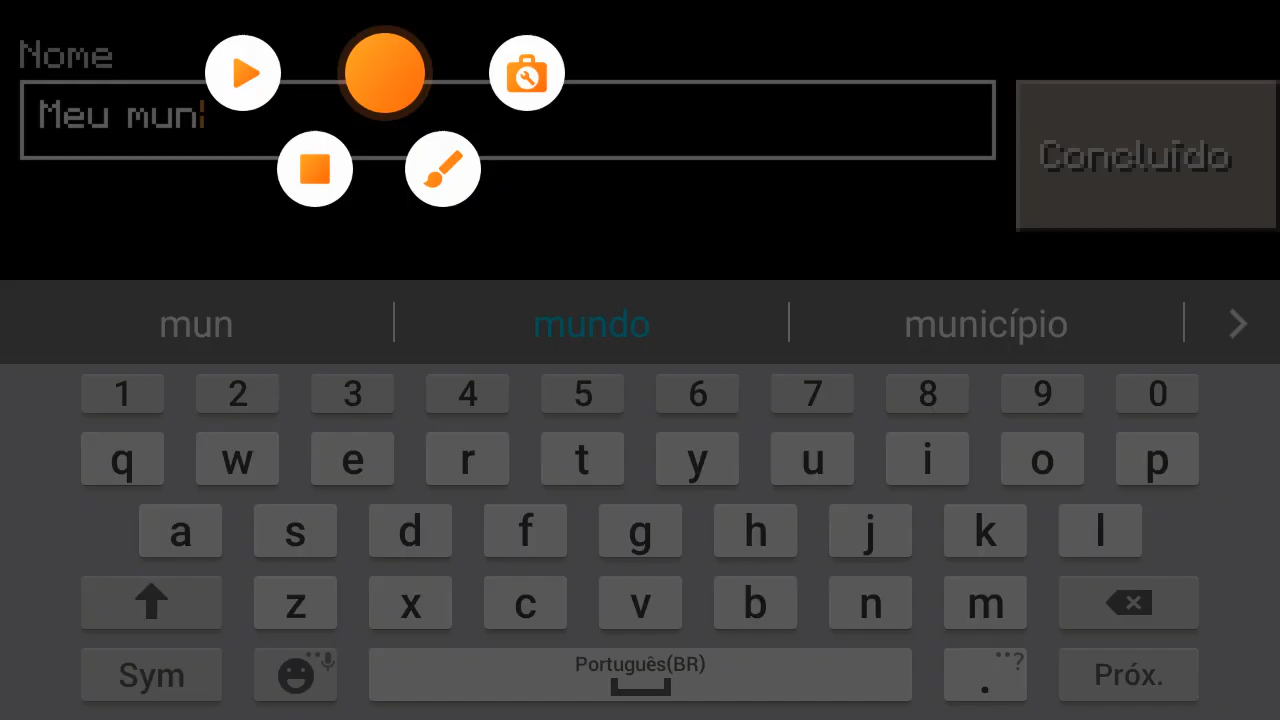 Nome
Meu mun
Concluído
mun mundo município
1 2 3 4 5 6 7 8 9 0
q w e r t y u i o p
a s d f g h j k l
z x c v b n m
Sym Português(BR) . ? Próx.